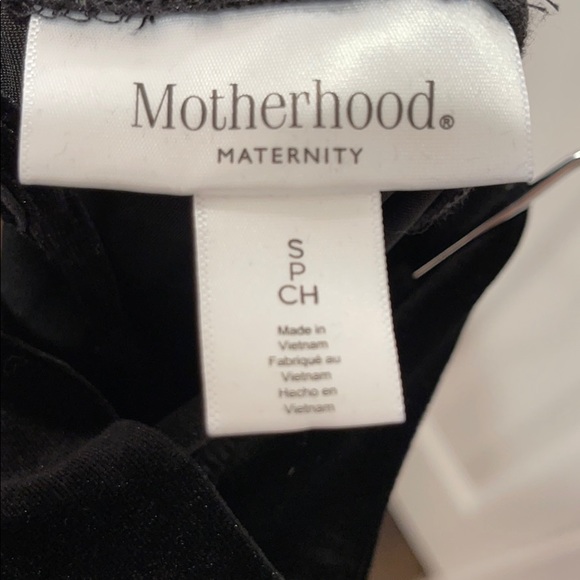 Motherhood®
MATERNITY
S
P
CH
Made in
Vietnam
Fabriqué au
Vietnam
Hecho en
Vietnam